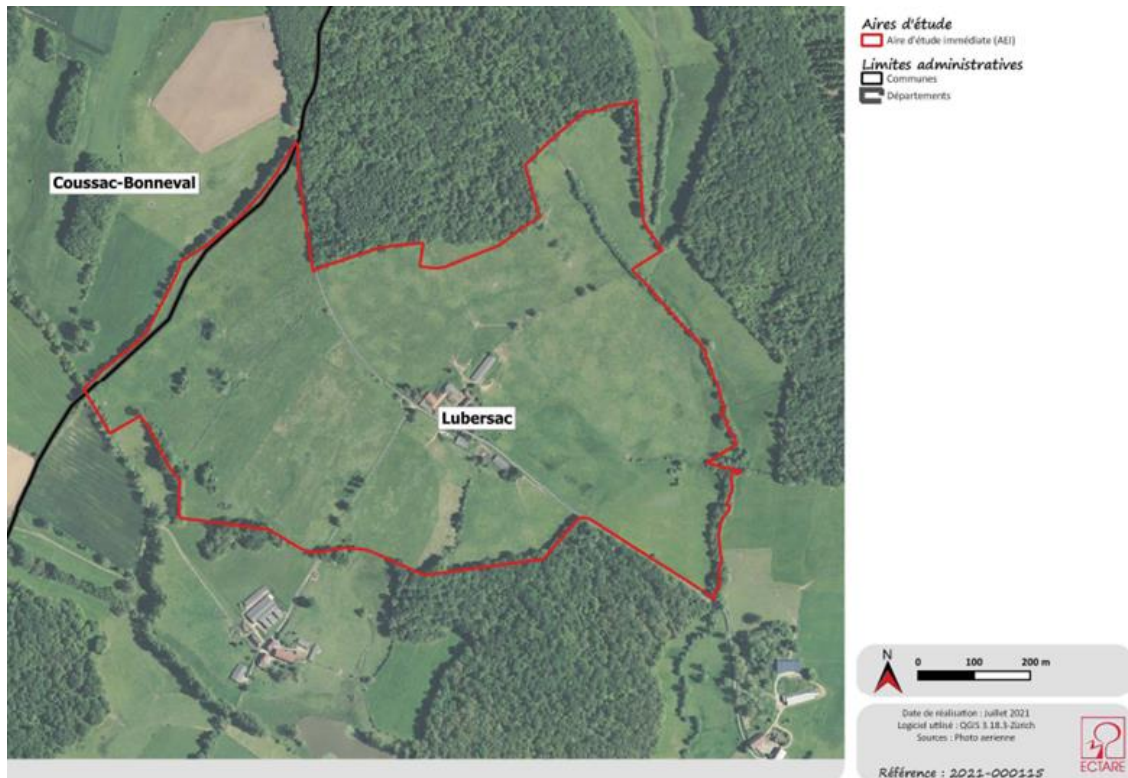 Coussac-Bonneval
Lubersac
Aires d'étude
Aire d'étude immédiate (AEI)
Limites administratives
Communes
Départements
N
0 100 200 m
Date de réalisation : Juillet 2021
Logiciel utilisé : QGIS 3.18.3-Zürich
Sources : Photo aerienne
Référence : 2021-000115
ECTARE